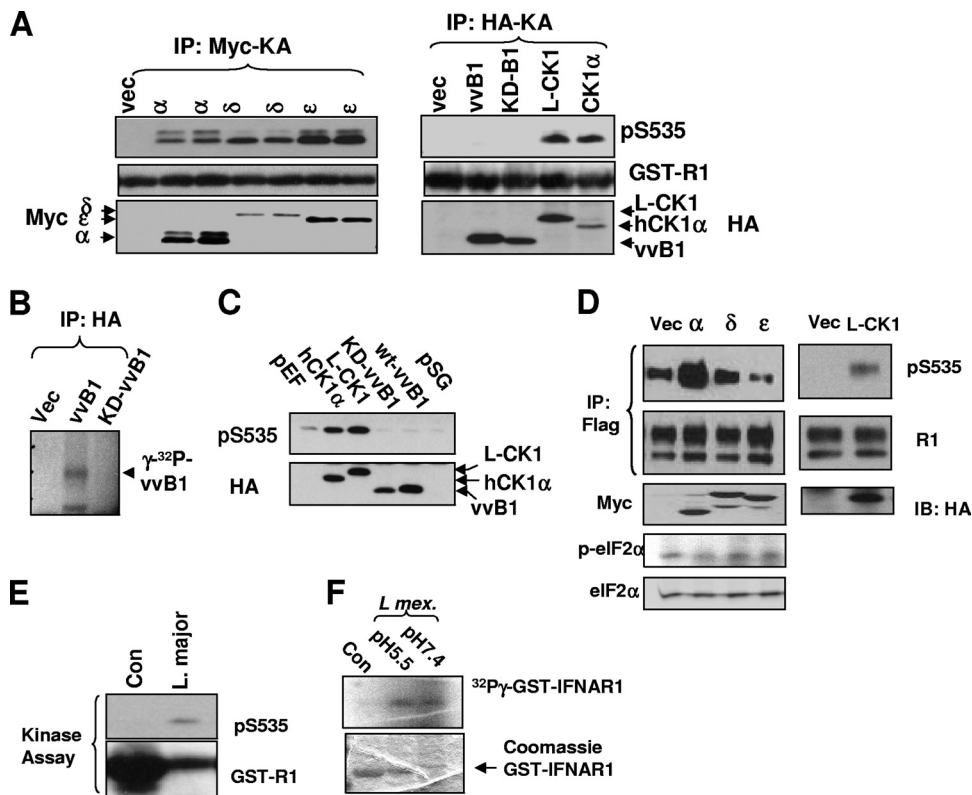 A
IP: Myc-KA
vec α α δ δ ε ε
Myc
δ
ε
α
IP: HA-KA
vec vvB1 KD-B1 L-CK1 CK1α
pS535
GST-R1
L-CK1
hCK1α HA
vvB1
B
IP: HA
Vec vvB1 KD-vvB1
γ-³²P-
vvB1
C
pEF hCK1α L-CK1 KD-vvB1 wt-vvB1 pSG
pS535
HA
L-CK1
hCK1α
vvB1
D
Vec α δ ε
Vec L-CK1
IP:
Flag
pS535
R1
Myc
IB: HA
p-eIF2α
eIF2α
E
Con L. major
Kinase
Assay
pS535
GST-R1
F
L mex.
Con pH5.5 pH7.4
³²Pγ-GST-IFNAR1
Coomassie
GST-IFNAR1